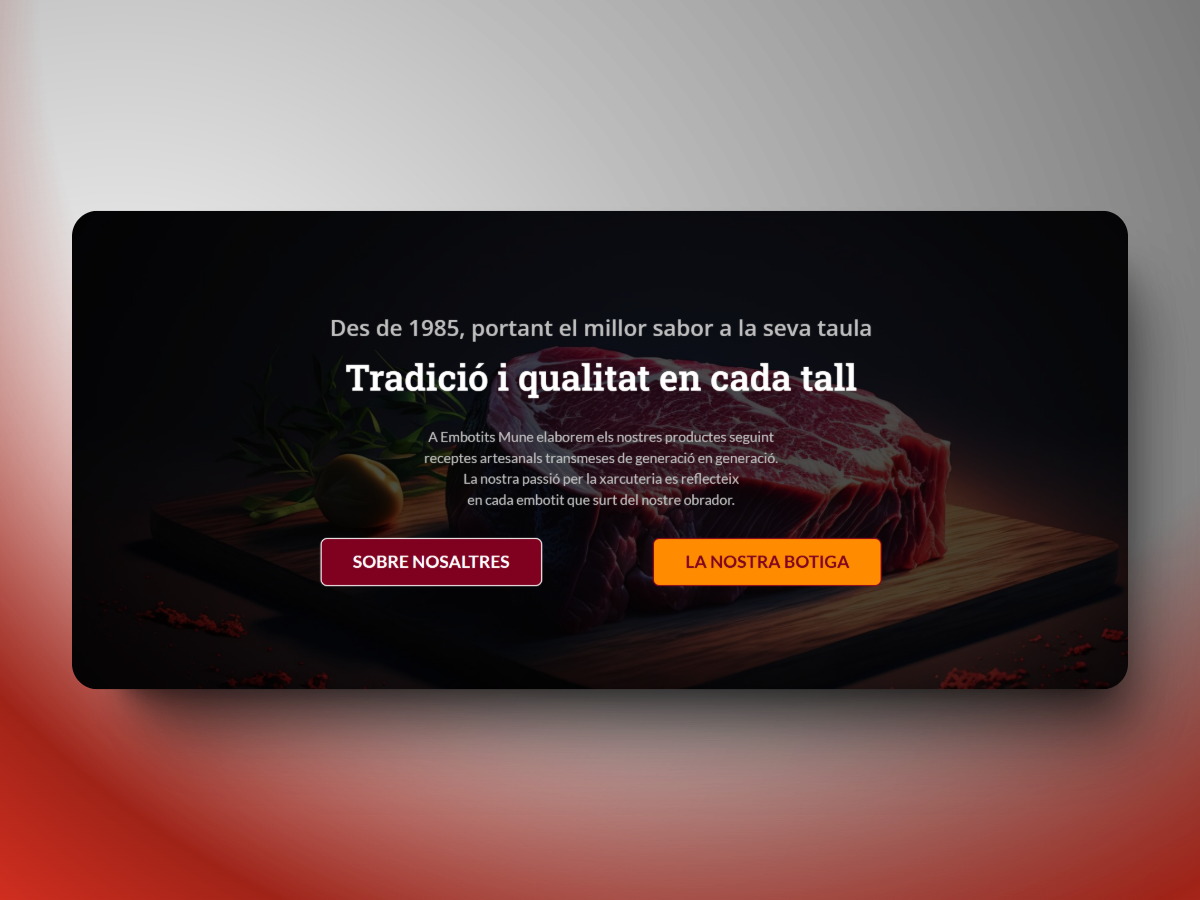 Des de 1985, portant el millor sabor a la seva taula
Tradició i qualitat en cada tall
A Embotits Mune elaborem els nostres productes seguint
receptes artesanals transmeses de generació en generació.
La nostra passió per la xarcuteria es reflecteix
en cada embotit que surt del nostre obrador.
SOBRE NOSALTRES
LA NOSTRA BOTIGA